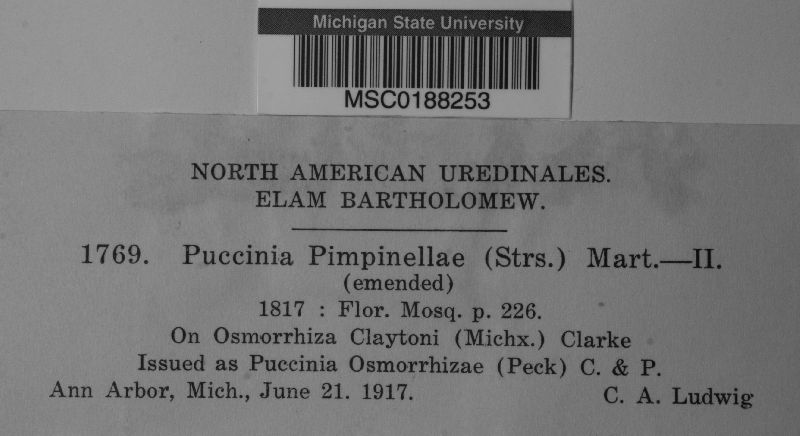 Michigan State University
MSC0188253
NORTH AMERICAN UREDINALES.
ELAM BARTHOLOMEW.
1769. Puccinia Pimpinellae (Strs.) Mart.—II.
(emended)
1817 : Flor. Mosq. p. 226.
On Osmorrhiza Claytoni (Michx.) Clarke
Issued as Puccinia Osmorrhizae (Peck) C. & P.
Ann Arbor, Mich., June 21. 1917. C. A. Ludwig